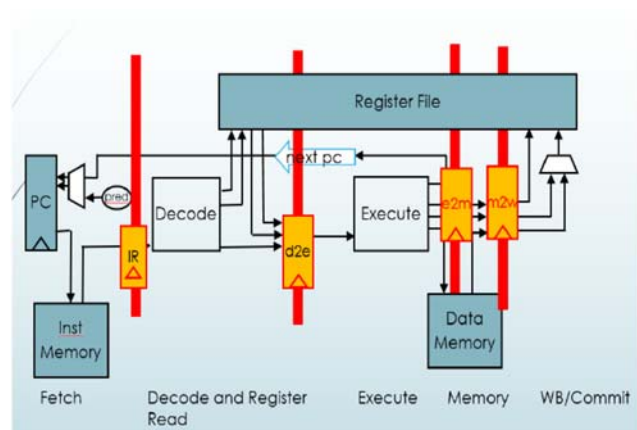 Register File
next pc
PC
pred
Decode
Execute
e2m
m2w
IR
d2e
Inst
Memory
Data
Memory
Fetch
Decode and Register
Read
Execute
Memory
WB/Commit